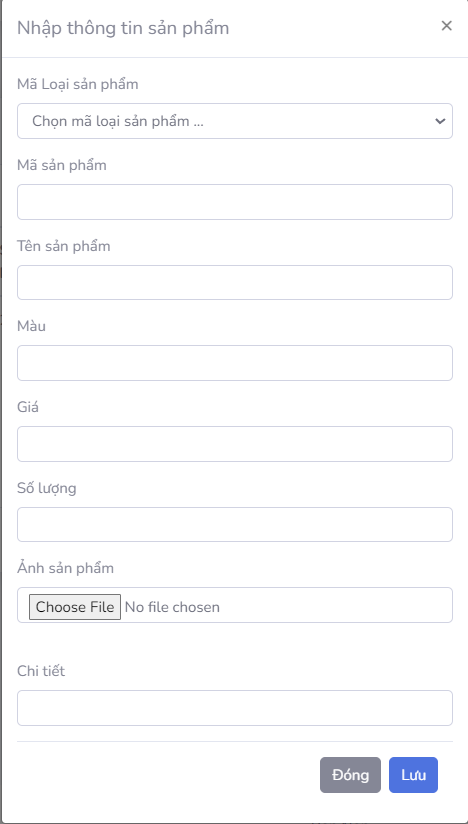 Nhập thông tin sản phẩm ×
Mã Loại sản phẩm
Chọn mã loại sản phẩm ...
Mã sản phẩm
Tên sản phẩm
Màu
Giá
Số lượng
Ảnh sản phẩm
Choose File No file chosen
Chi tiết
Đóng Lưu